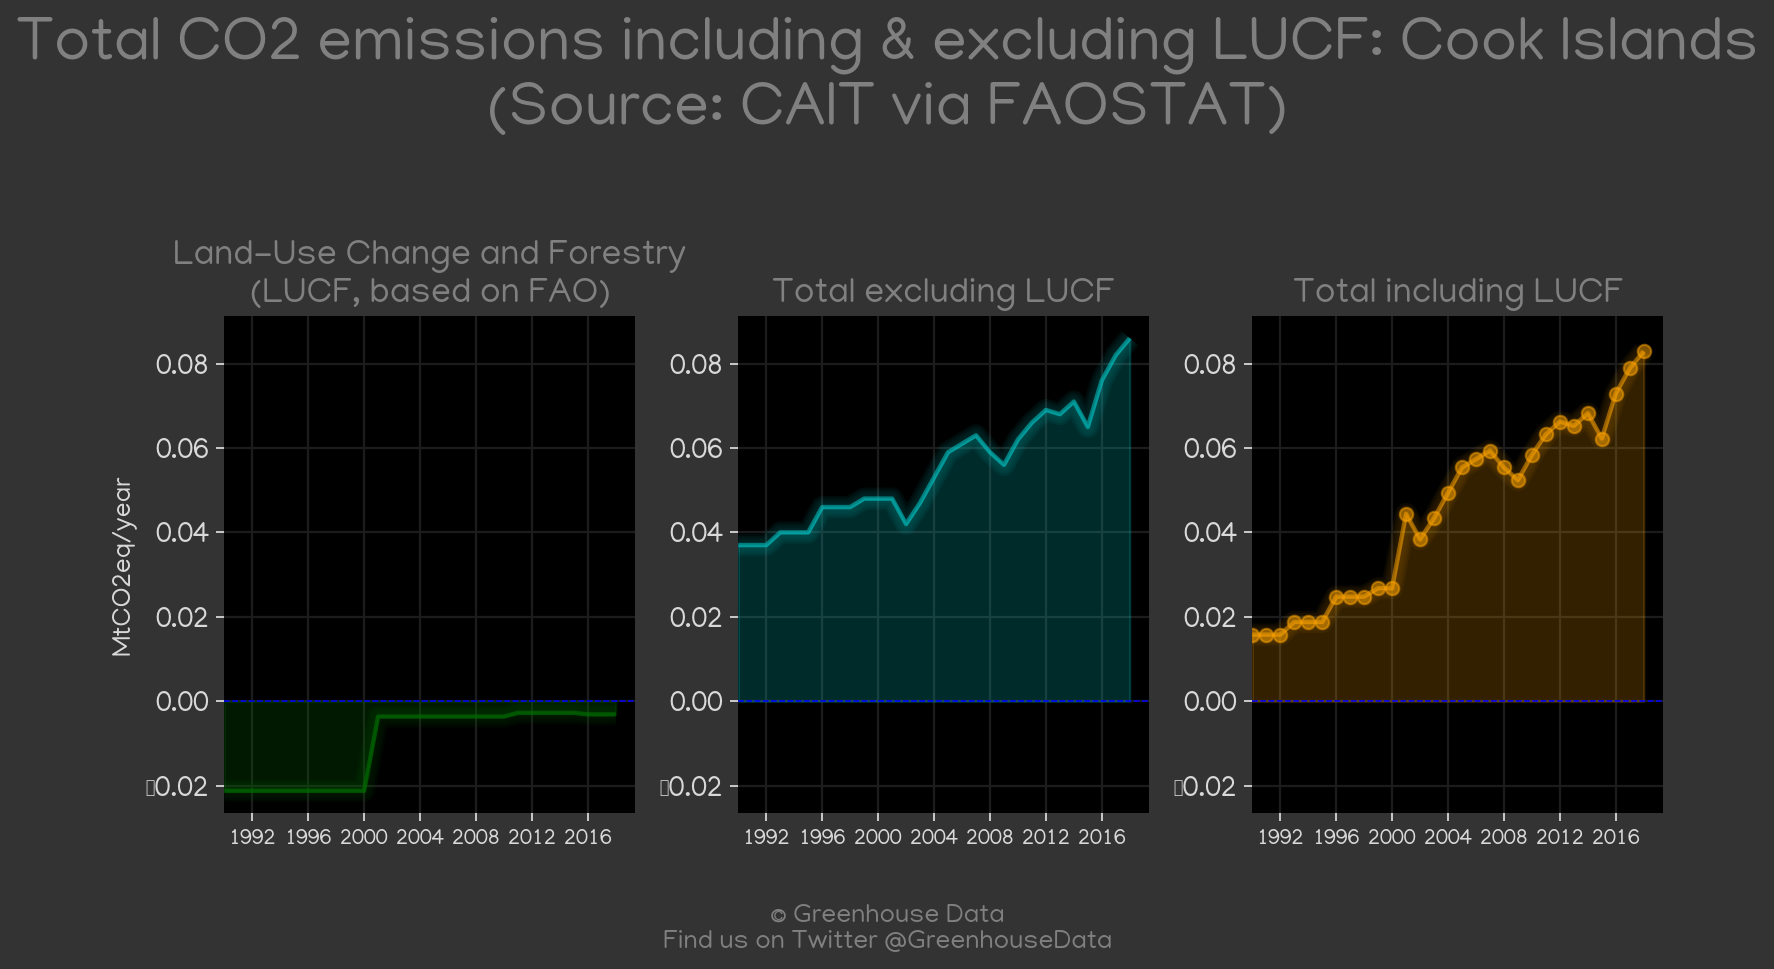 Total CO2 emissions including & excluding LUCF: Cook Islands
(Source: CAIT via FAOSTAT)
Land-Use Change and Forestry
(LUCF, based on FAO)
Total excluding LUCF
Total including LUCF
MtCO2eq/year
0.08
0.06
0.04
0.02
0.00
▯0.02
1992 1996 2000 2004 2008 2012 2016
0.08
0.06
0.04
0.02
0.00
▯0.02
1992 1996 2000 2004 2008 2012 2016
0.08
0.06
0.04
0.02
0.00
▯0.02
1992 1996 2000 2004 2008 2012 2016
© Greenhouse Data
Find us on Twitter @GreenhouseData